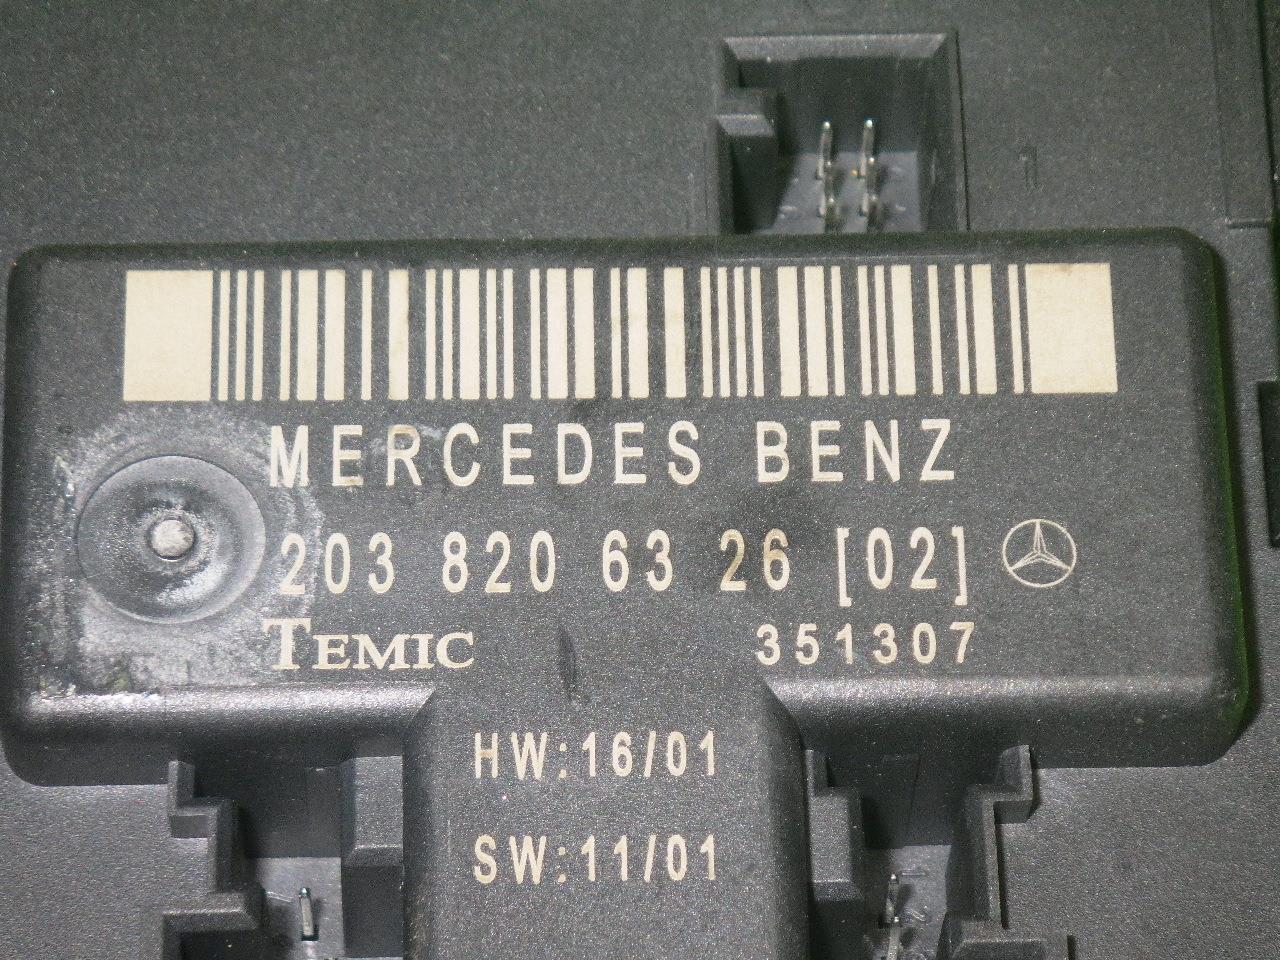 MERCEDES BENZ
203 820 63 26 [02]
TEMIC 351307
HW:16/01
SW:11/01